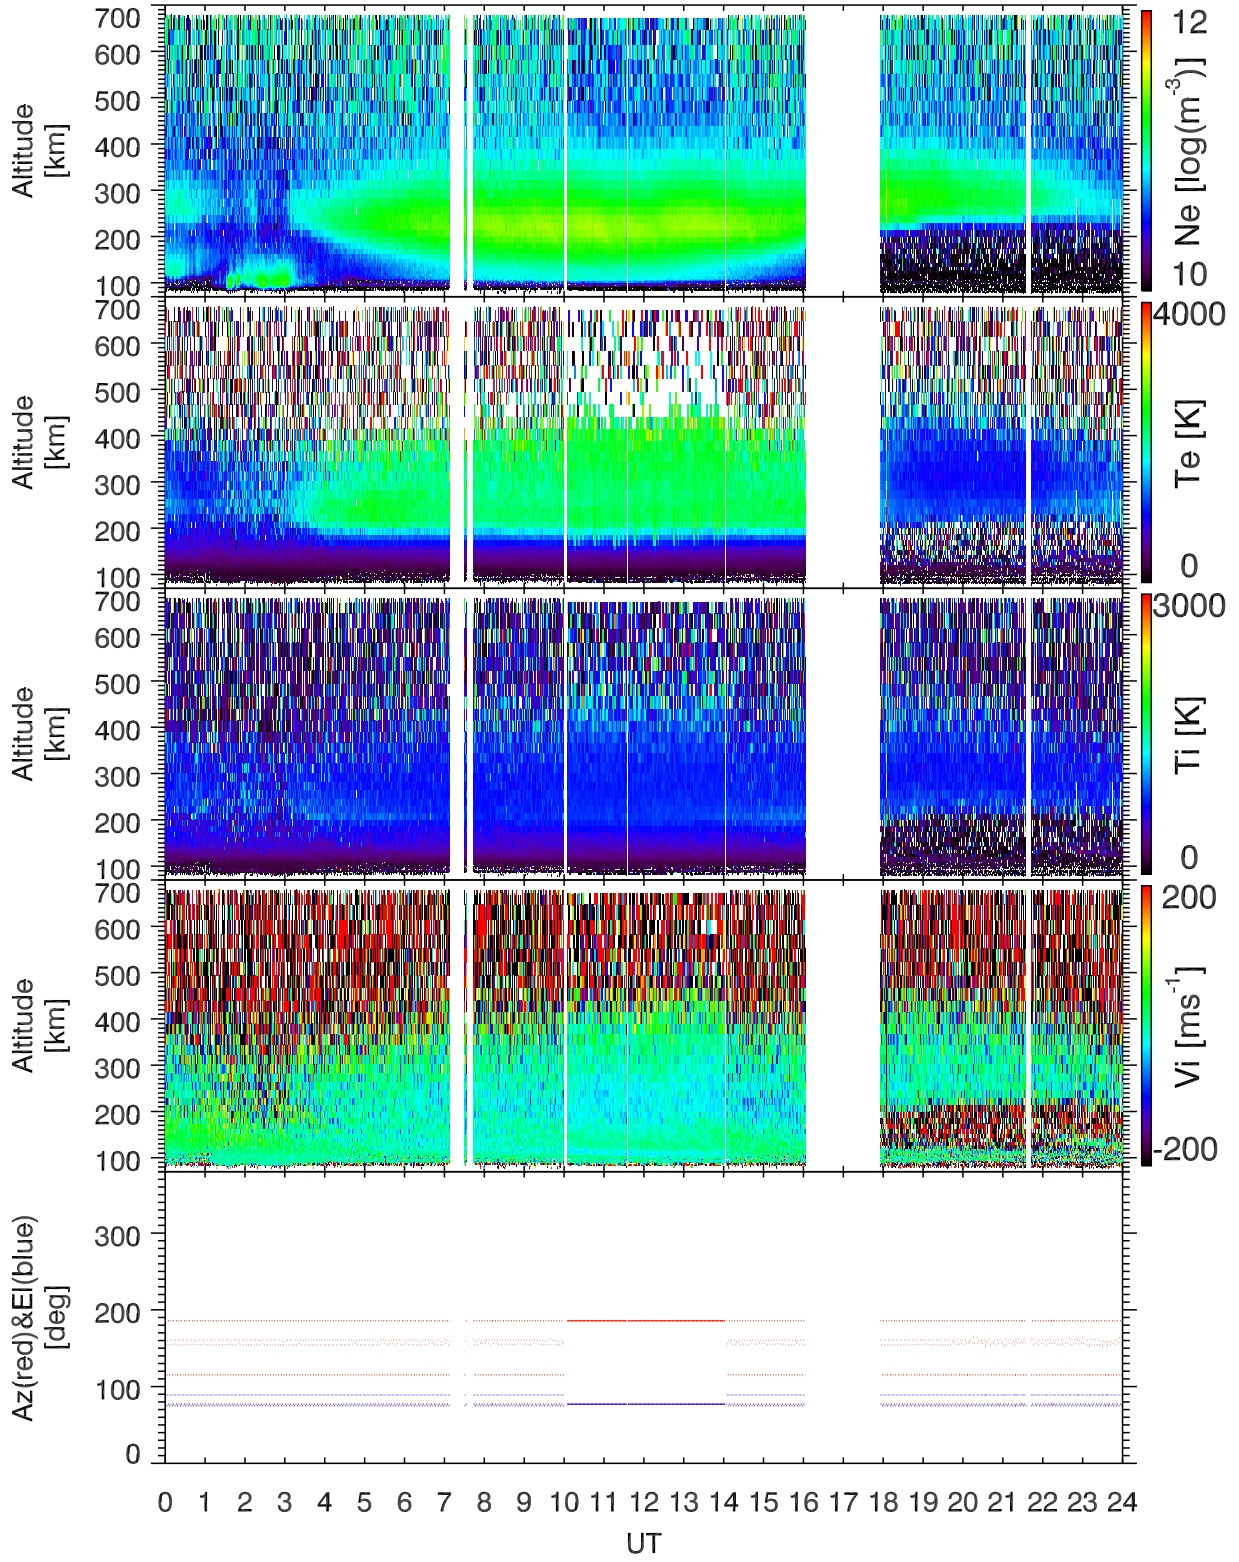 700
600
500
400
300
200
100
Altitude
[km]
12
Ne [log(m⁻³)]
10
700
600
500
400
300
200
100
Altitude
[km]
4000
Te [K]
0
700
600
500
400
300
200
100
Altitude
[km]
3000
Ti [K]
0
700
600
500
400
300
200
100
Altitude
[km]
200
Vi [ms⁻¹]
-200
300
200
100
0
Az(red)&El(blue)
[deg]
0 1 2 3 4 5 6 7 8 9 10 11 12 13 14 15 16 17 18 19 20 21 22 23 24
UT